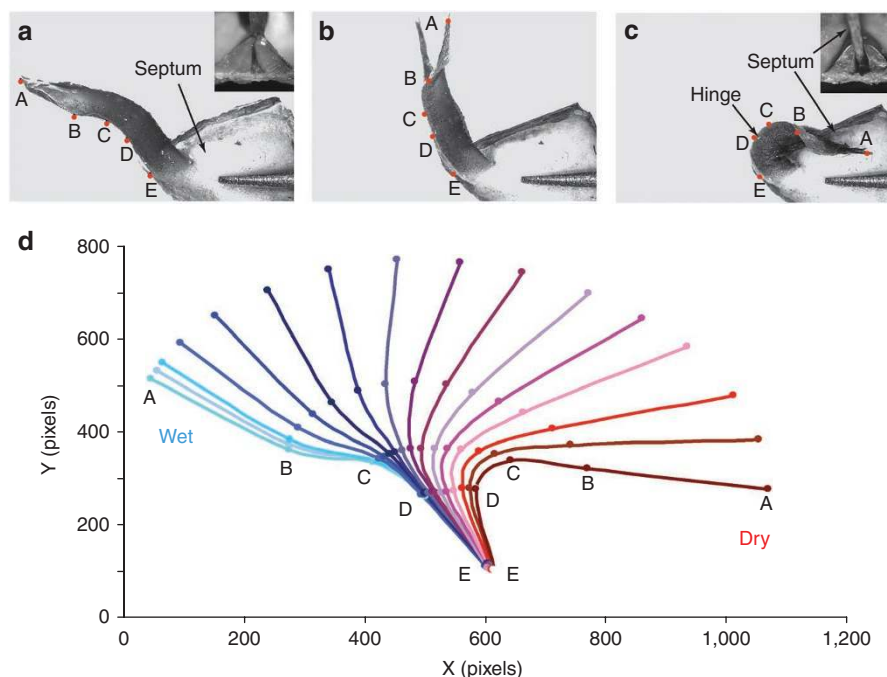 a
Septum
A
B
C
D
E
b
A
B
C
D
E
c
Septum
Hinge
C
B
D
A
E
d
800
600
400
200
0
Y (pixels)
A
Wet
B
C
D
E
E
D
C
B
A
Dry
0
200
400
600
800
1,000
1,200
X (pixels)